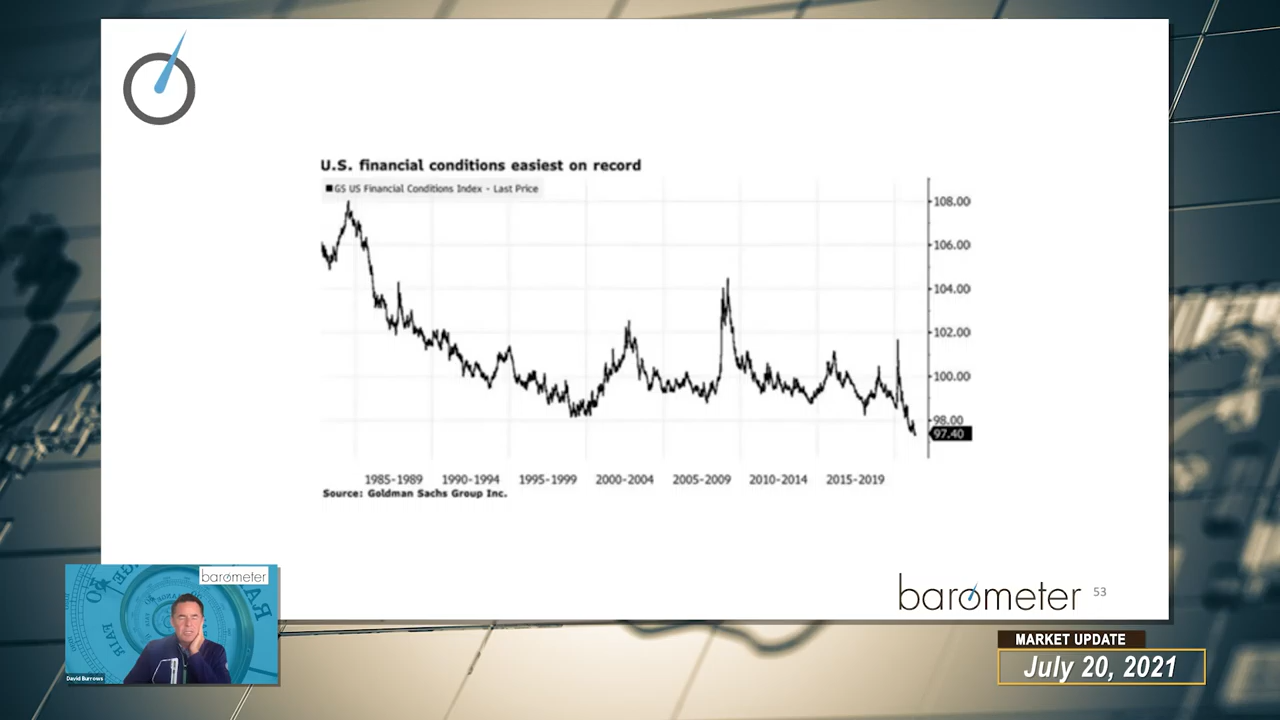 U.S. financial conditions easiest on record
GS US Financial Conditions Index - Last Price
108.00
106.00
104.00
102.00
100.00
98.00
97.40
1985-1989 1990-1994 1995-1999 2000-2004 2005-2009 2010-2014 2015-2019
Source: Goldman Sachs Group Inc.
barometer
FAIR
David Burrows
barometer 53
MARKET UPDATE
July 20, 2021